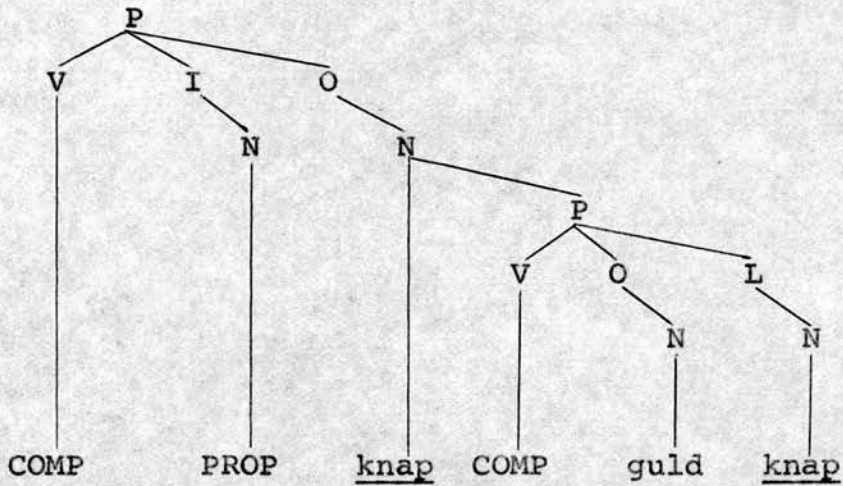 P
V I O
N N
P
V O L
N N
COMP PROP knap COMP guld knap